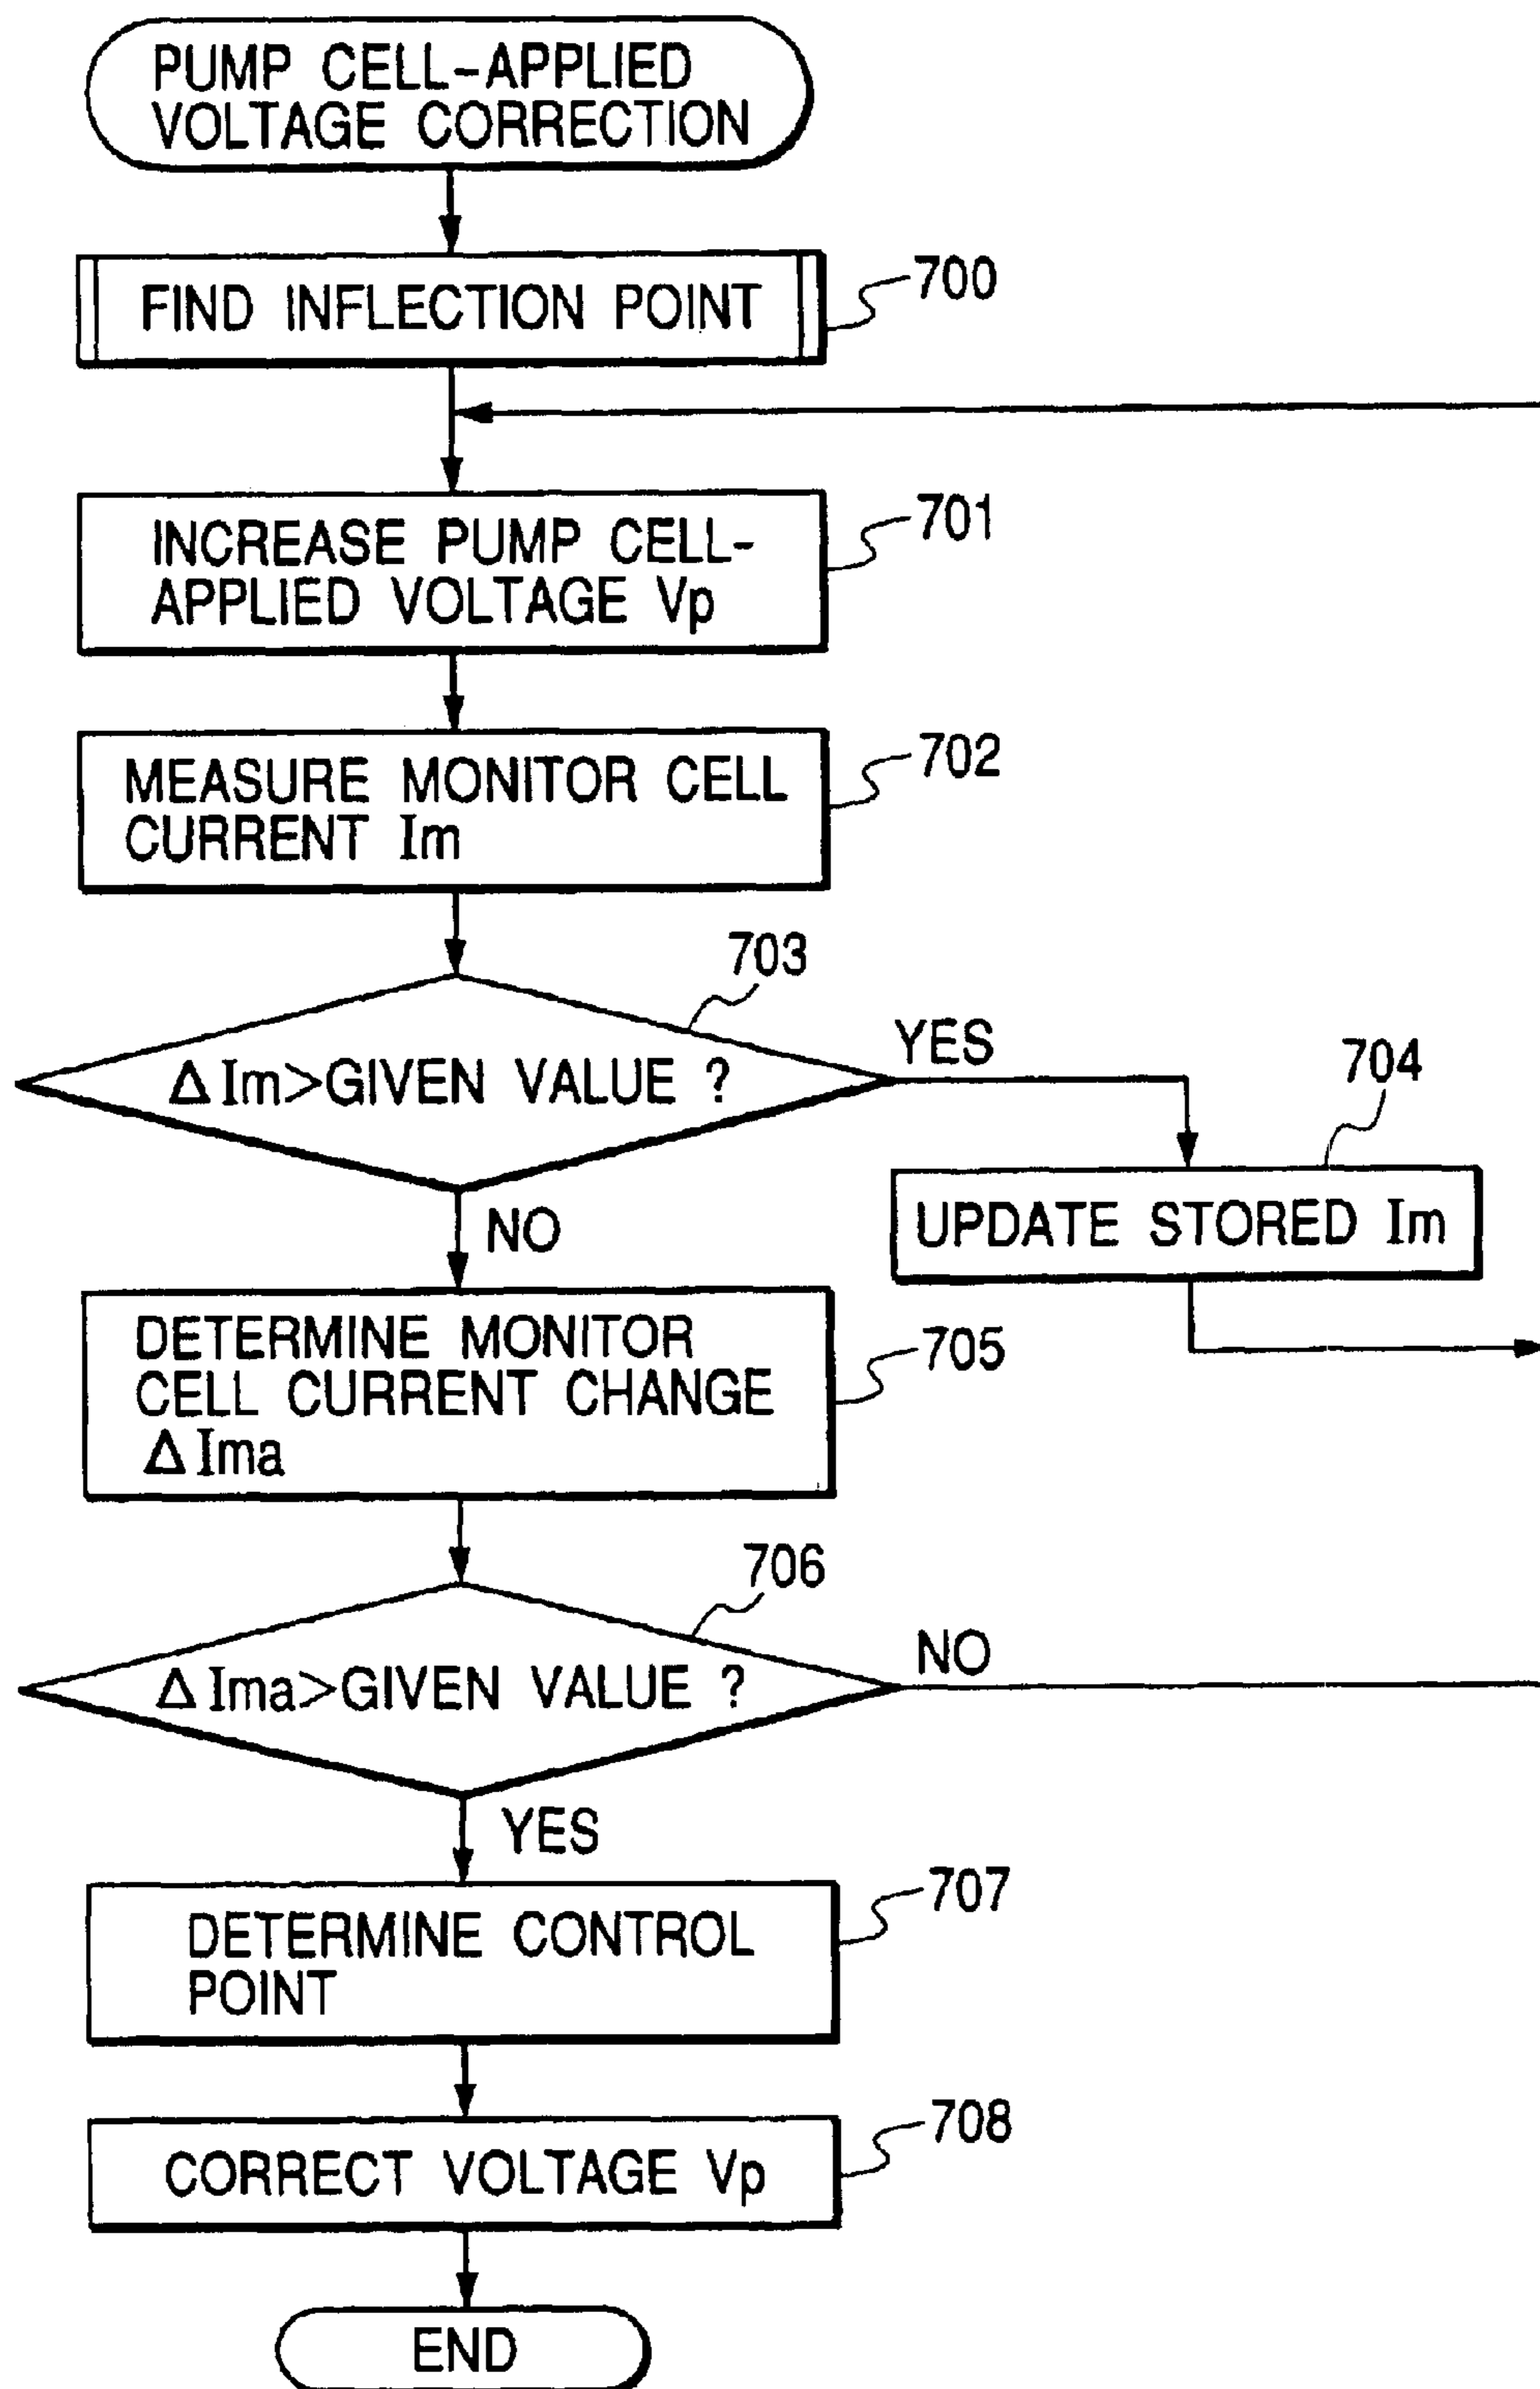 PUMP CELL-APPLIED
VOLTAGE CORRECTION
FIND INFLECTION POINT
700
INCREASE PUMP CELL-
APPLIED VOLTAGE Vp
701
MEASURE MONITOR CELL
CURRENT Im
702
703
ΔIm>GIVEN VALUE ?
YES
704
UPDATE STORED Im
NO
DETERMINE MONITOR
CELL CURRENT CHANGE
ΔIma
705
706
ΔIma>GIVEN VALUE ?
NO
YES
DETERMINE CONTROL
POINT
707
CORRECT VOLTAGE Vp
708
END